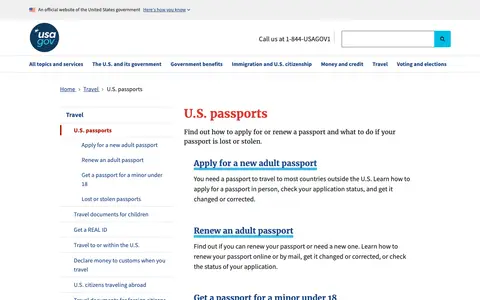 An official website of the United States government Here's how you know
usa
gov
Call us at 1-844-USAGOV1
All topics and services The U.S. and its government Government benefits Immigration and U.S. citizenship Money and credit Travel Voting and elections
Home Travel U.S. passports
Travel
U.S. passports
Apply for a new adult passport
Renew an adult passport
Get a passport for a minor under
18
Lost or stolen passports
Travel documents for children
Get a REAL ID
Travel to or within the U.S.
Declare money to customs when you
travel
U.S. citizens traveling abroad
Travel documents for foreign citizens
U.S. passports
Find out how to apply for or renew a passport and what to do if your
passport is lost or stolen.
Apply for a new adult passport
You need a passport to travel to most countries outside the U.S. Learn how to
apply for a passport in person, check your application status, and get it
changed or corrected.
Renew an adult passport
Find out if you can renew your passport or need a new one. Learn how to
renew your passport online or by mail, get it changed or corrected, or check
the status of your application.
Get a passport for a minor under 18